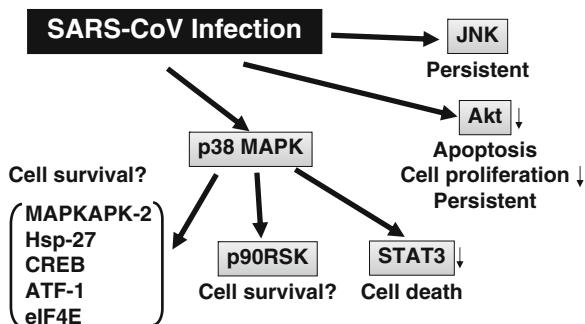 SARS-CoV Infection
JNK
Persistent
Akt ↓
Apoptosis
Cell proliferation ↓
Persistent
p38 MAPK
Cell survival?
MAPKAPK-2
Hsp-27
CREB
ATF-1
eIF4E
p90RSK
Cell survival?
STAT3 ↓
Cell death